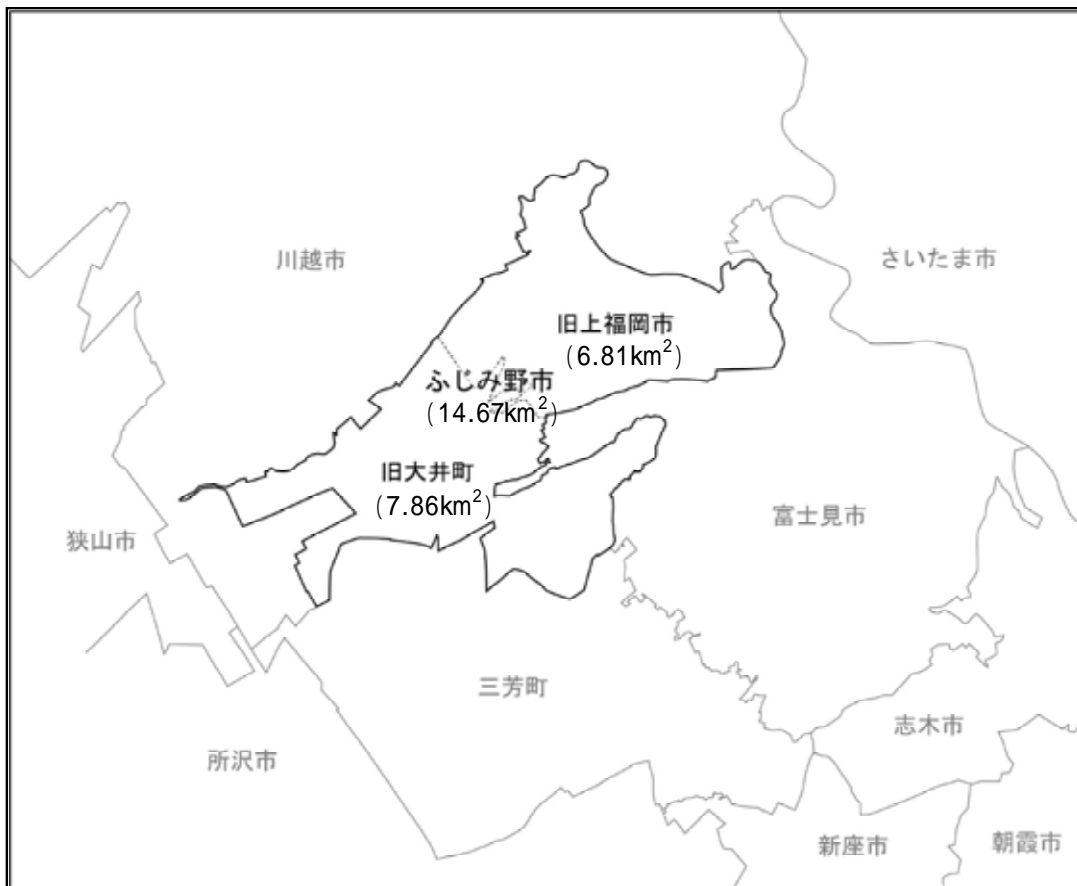 川越市
さいたま市
旧上福岡市
(6.81km²)
ふじみ野市
(14.67km²)
旧大井町
(7.86km²)
富士見市
狭山市
三芳町
志木市
所沢市
新座市
朝霞市